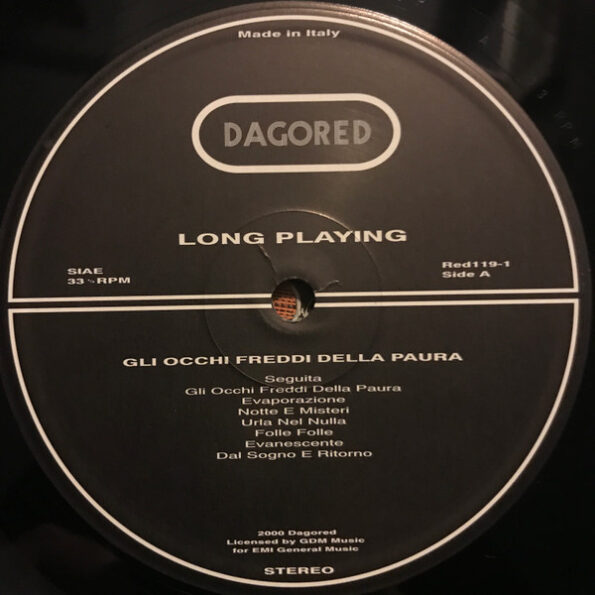 Made in Italy
DAGORED
LONG PLAYING
SIAE
33 ⅓ RPM
Red119-1
Side A
GLI OCCHI FREDDI DELLA PAURA
Seguita
Gli Occhi Freddi Della Paura
Evaporazione
Notte E Misteri
Urla Nel Nulla
Folle Folle
Evanescente
Dal Sogno E Ritorno
2000 Dagored
Licensed by GDM Music
for EMI General Music
STEREO